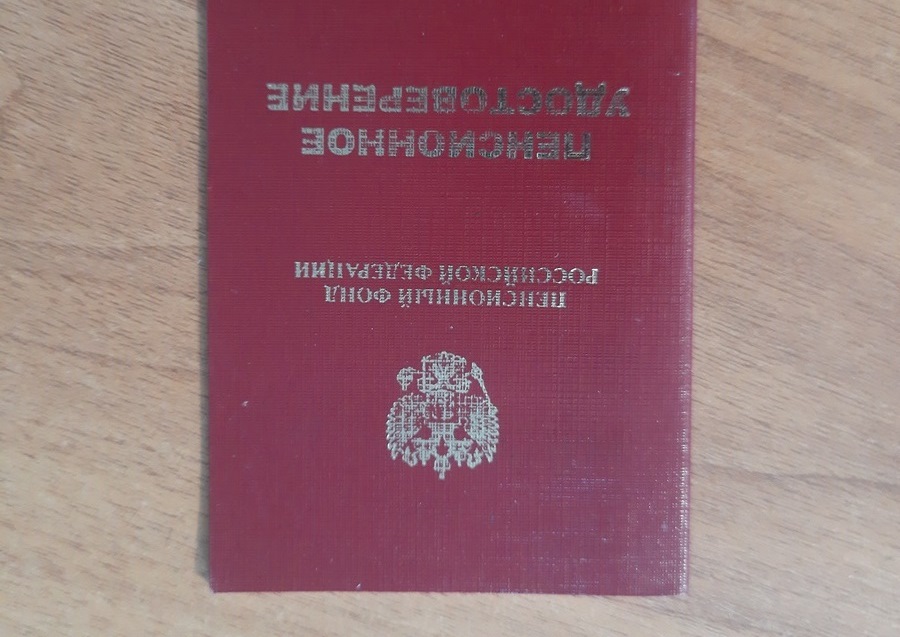 ПЕНСИОННЫЙ ФОНД
РОССИЙСКОЙ ФЕДЕРАЦИИ
ПЕНСИОННОЕ
УДОСТОВЕРЕНИЕ